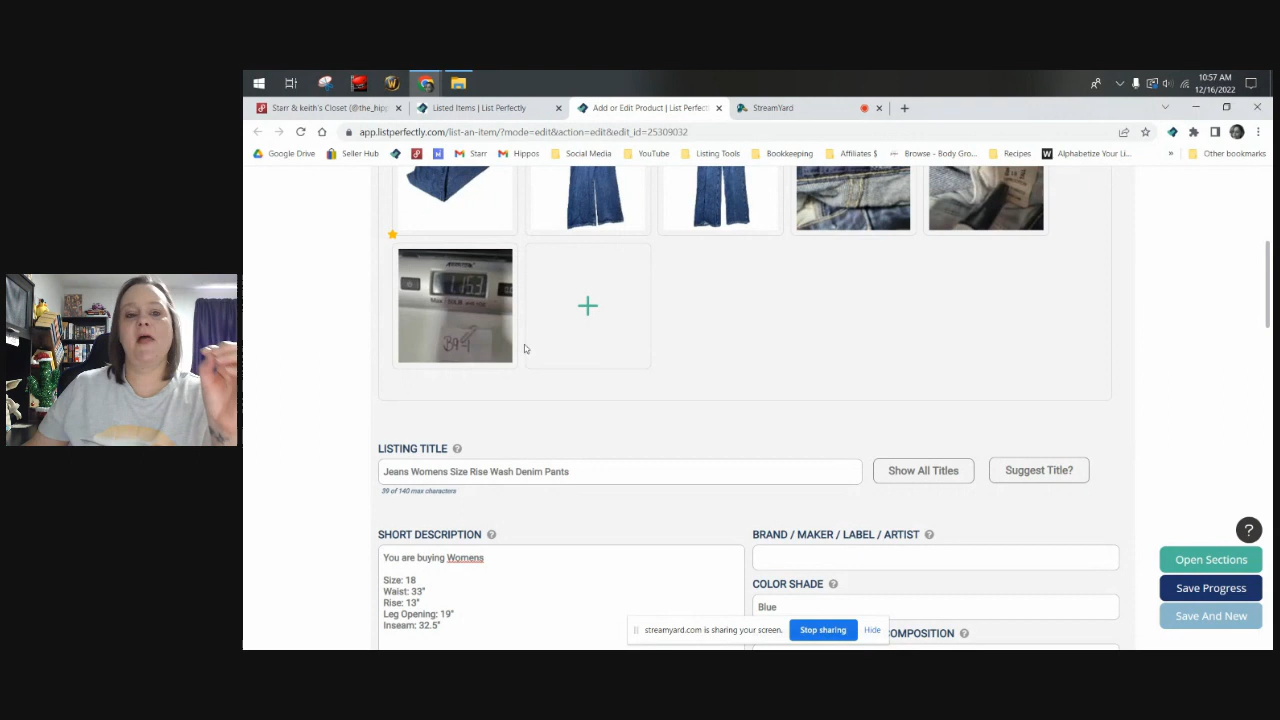 10:57 AM
12/16/2022
Starr & keith's Closet (@the_hipp
Listed Items | List Perfectly
Add or Edit Product | List Perfect
StreamYard
app.listperfectly.com/list-an-item/?mode=edit&action=edit&edit_id=25309032
Google Drive
Seller Hub
Starr
Hippos
Social Media
YouTube
Listing Tools
Bookkeeping
Affiliates $
Browse - Body Gro...
Recipes
W
Alphabetize Your Li...
»
Other bookmarks
LISTING TITLE
Jeans Womens Size Rise Wash Denim Pants
Show All Titles
Suggest Title?
39 of 140 max characters
SHORT DESCRIPTION
BRAND / MAKER / LABEL / ARTIST
You are buying Womens
Size: 18
Waist: 33"
Rise: 13"
Leg Opening: 19"
Inseam: 32.5"
COLOR SHADE
Blue
OMPOSITION
?
Open Sections
Save Progress
Save And New
streamyard.com is sharing your screen.
Stop sharing
Hide